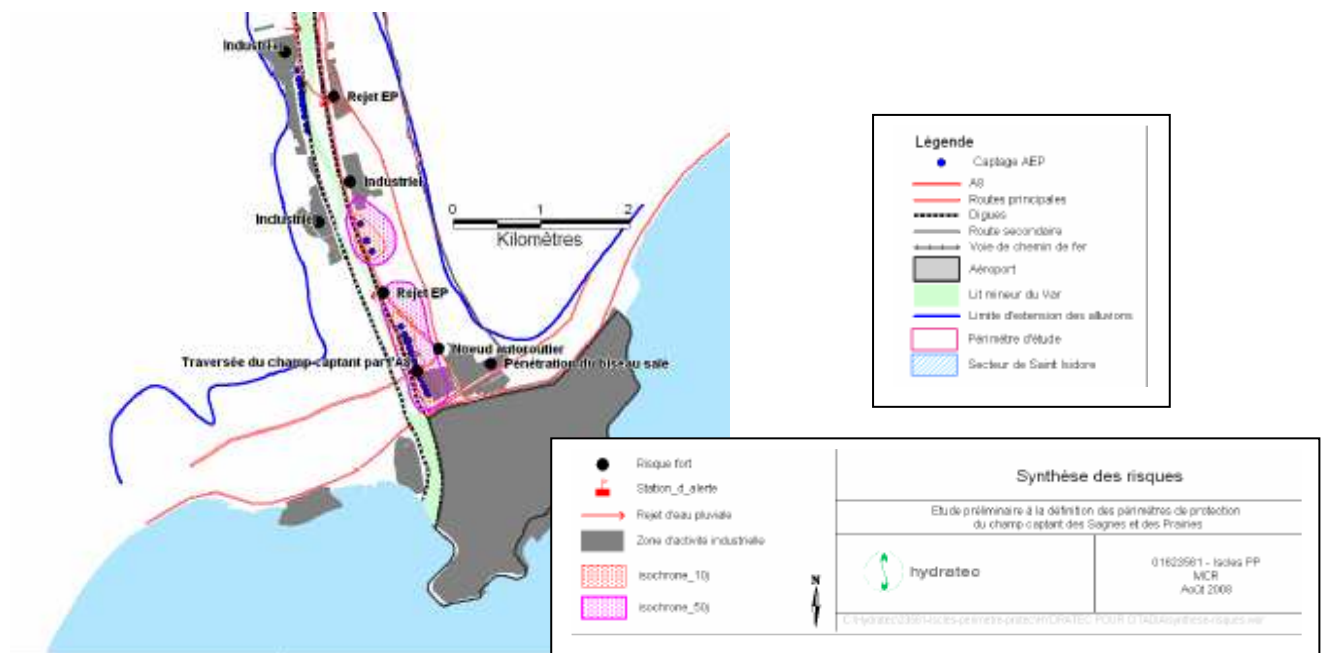 Industriel
Rejet EP
Industriel
Industriel
0 1 2
Kilomètres
Rejet EP
Noeud autoroutier
Traversée du champ-captant par l'A8
Pénétration du biseau salé
Légende
Captage AEP
A8
Routes principales
Digues
Route secondaire
Voie de chemin de fer
Aéroport
Lit mineur du Var
Limite d'extension des alluvions
Périmètre d'étude
Secteur de Saint Isidore
Risque fort
Station_d_alerte
Rejet d'eau pluviale
Zone d'activité industrielle
isochrone_10j
isochrone_50j
N
Synthèse des risques
Etude préliminaire à la définition des périmètres de protection
du champ captant des Sagnes et des Prairies
hydratec
01623561 - Iscles PP
MCR
Août 2008